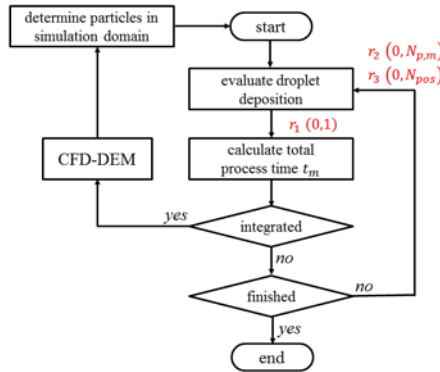 determine particles in
simulation domain
start
r₂ (0, Nₚ,ₘ)
r₃ (0, Nₚₒₛ)
evaluate droplet
deposition
r₁ (0,1)
calculate total
process time tₘ
CFD-DEM
yes
integrated
no
finished
no
yes
end